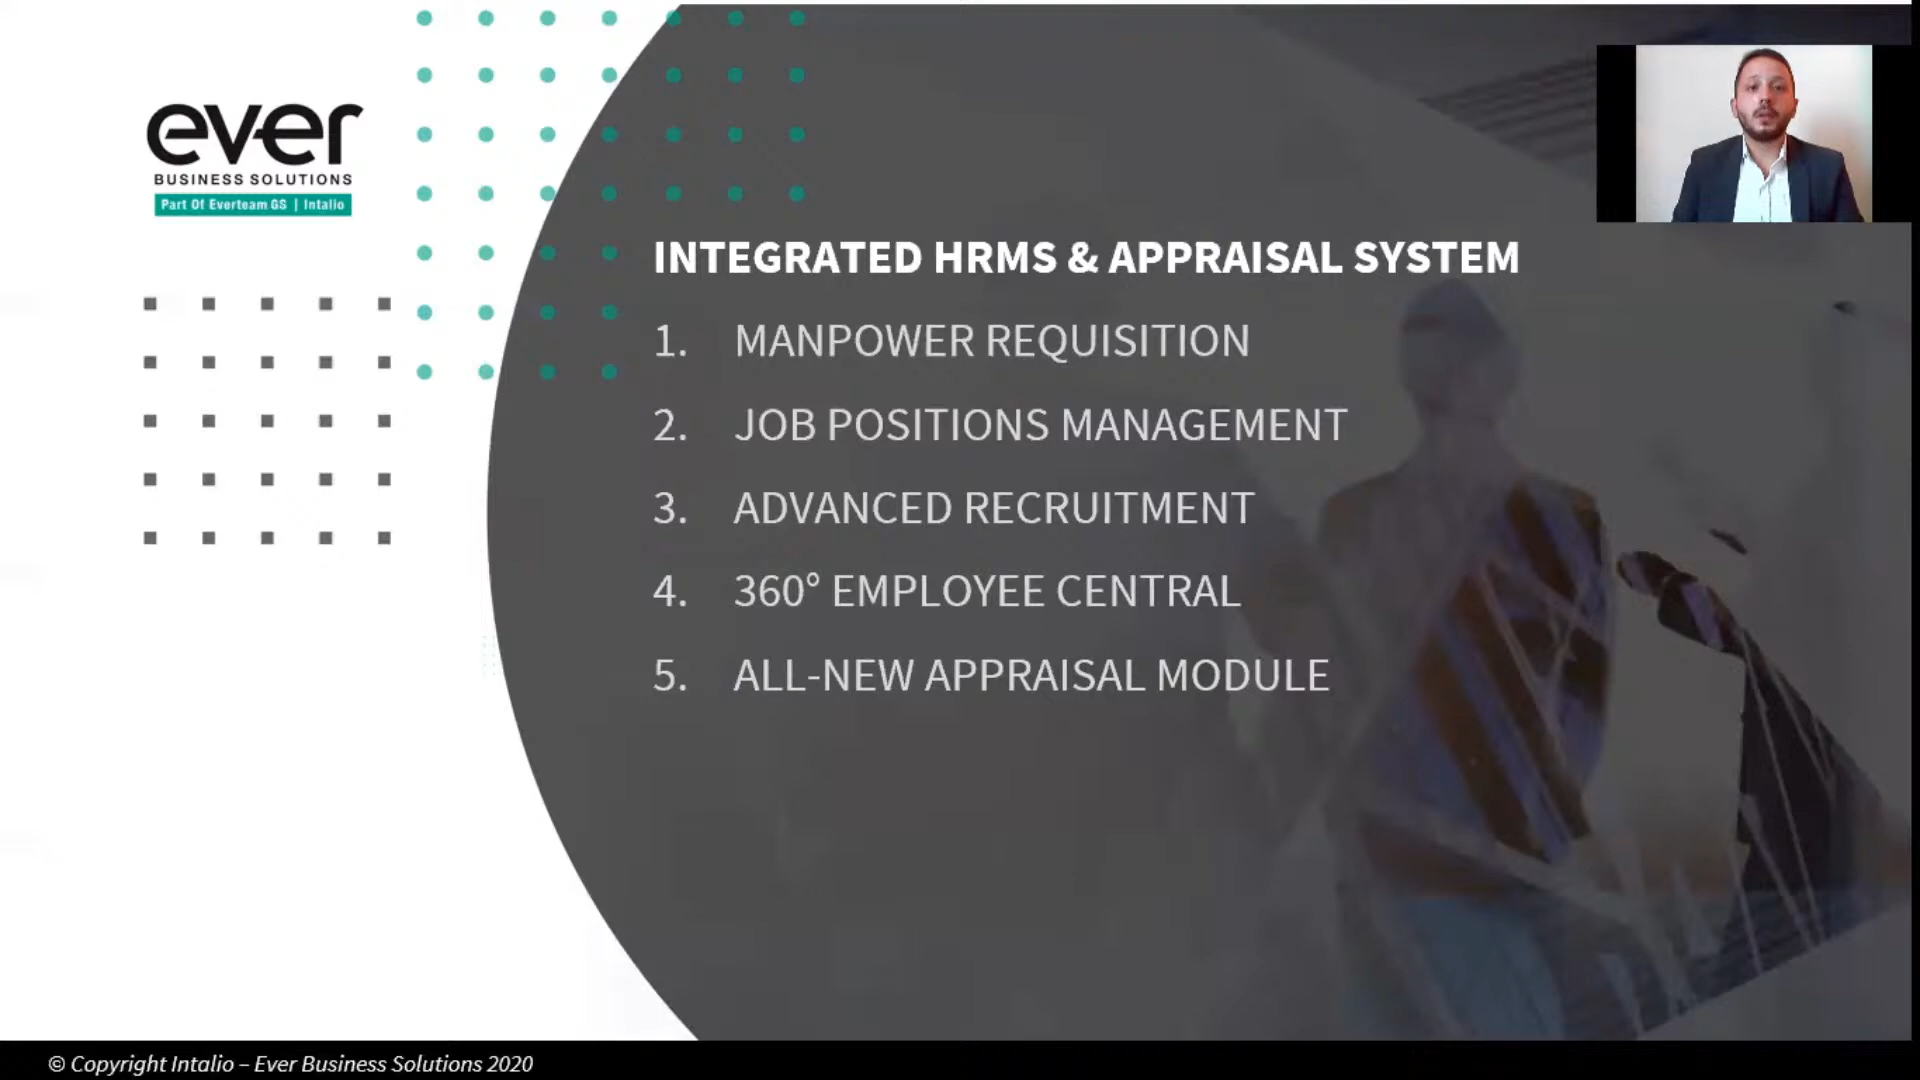 ever
BUSINESS SOLUTIONS
Part Of Everteam GS | Intalio
INTEGRATED HRMS & APPRAISAL SYSTEM
1. MANPOWER REQUISITION
2. JOB POSITIONS MANAGEMENT
3. ADVANCED RECRUITMENT
4. 360° EMPLOYEE CENTRAL
5. ALL-NEW APPRAISAL MODULE
© Copyright Intalio – Ever Business Solutions 2020